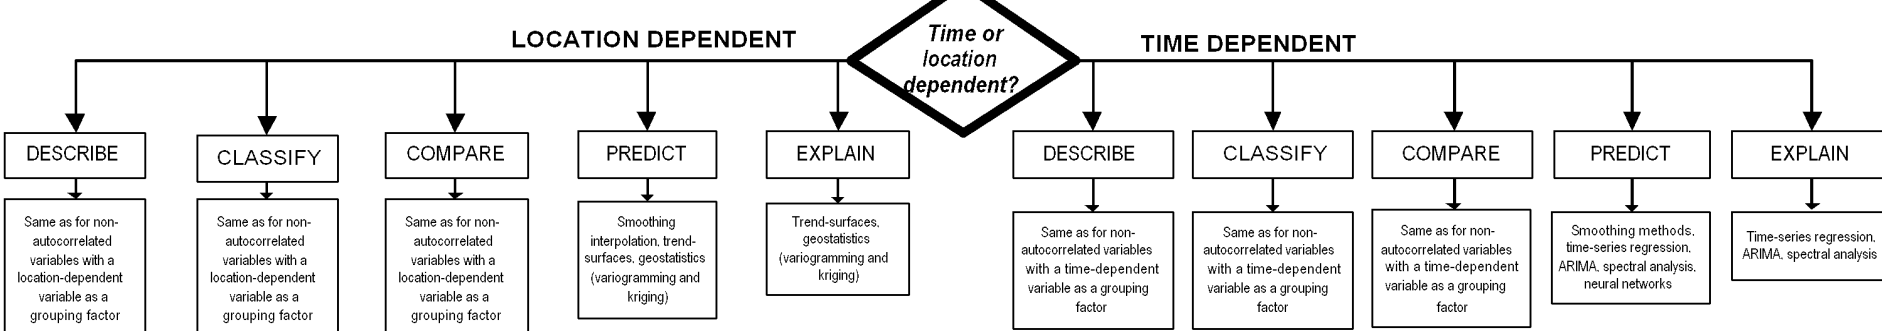 LOCATION DEPENDENT
Time or
location
dependent?
TIME DEPENDENT
DESCRIBE
Same as for non-
autocorrelated
variables with a
location-dependent
variable as a
grouping factor
CLASSIFY
Same as for non-
autocorrelated
variables with a
location-dependent
variable as a
grouping factor
COMPARE
Same as for non-
autocorrelated
variables with a
location-dependent
variable as a
grouping factor
PREDICT
Smoothing
interpolation, trend-
surfaces, geostatistics
(variogramming and
kriging)
EXPLAIN
Trend-surfaces,
geostatistics
(variogramming and
kriging)
DESCRIBE
Same as for non-
autocorrelated variables
with a time-dependent
variable as a grouping
factor
CLASSIFY
Same as for non-
autocorrelated variables
with a time-dependent
variable as a grouping
factor
COMPARE
Same as for non-
autocorrelated variables
with a time-dependent
variable as a grouping
factor
PREDICT
Smoothing methods,
time-series regression,
ARIMA, spectral analysis,
neural networks
EXPLAIN
Time-series regression,
ARIMA, spectral analysis